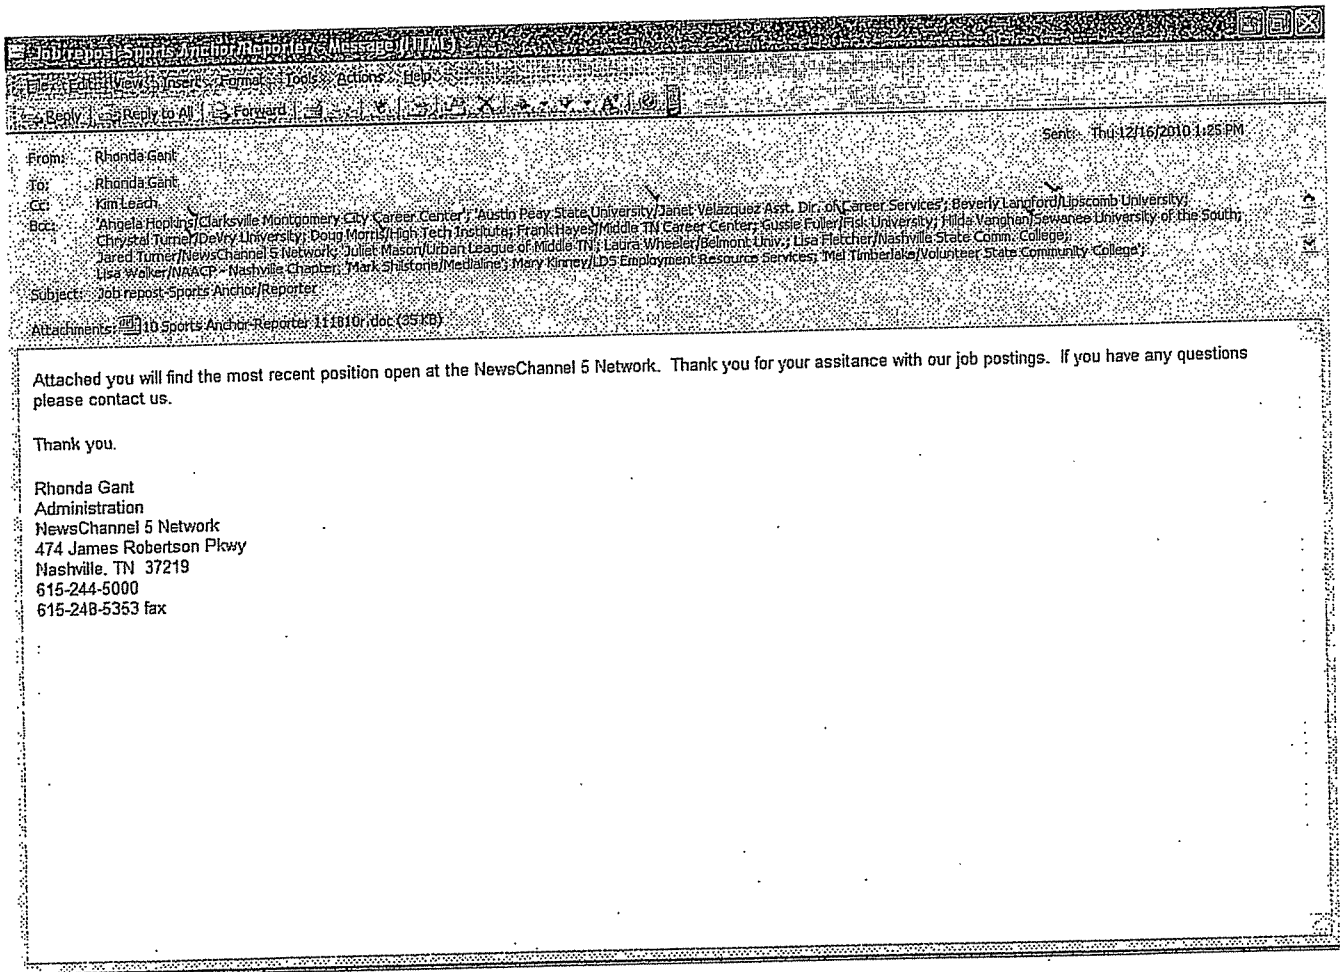 Job repost-Sports Anchor/Reporter - Message (HTML)
File Edit View Insert Format Tools Actions Help
Reply Reply to All Forward
Sent: Thu 12/16/2010 1:25 PM
From: Rhonda Gant
To: Rhonda Gant
Cc: Kim Leach
Bcc: 'Angela Hopkins/Clarksville Montgomery City Career Center'; 'Austin Peay State University/Janet Velazquez Asst. Dir. of Career Services'; Beverly Langford/Lipscomb University;
Chrystal Turner/DeVry University; Doug Morris/High Tech Institute; Frank Hayes/Middle TN Career Center; Gussie Fuller/Fisk University; Hilda Vanghan/Sewanee University of the South;
Jared Turner/NewsChannel 5 Network; 'Juliet Mason/Urban League of Middle TN'; Laura Wheeler/Belmont Univ.; Lisa Fletcher/Nashville State Comm. College;
Lisa Walker/NAACP - Nashville Chapter; 'Mark Shilstone/Medialine'; Mary Kinney/LDS Employment Resource Services; 'Mel Timberlake/Volunteer State Community College';
Subject: Job repost-Sports Anchor/Reporter
Attachments: 10 Sports Anchor-Reporter 111810r.doc (35 KB)
Attached you will find the most recent position open at the NewsChannel 5 Network. Thank you for your assitance with our job postings. If you have any questions
please contact us.
Thank you.
Rhonda Gant
Administration
NewsChannel 5 Network
474 James Robertson Pkwy
Nashville, TN 37219
615-244-5000
615-248-5353 fax